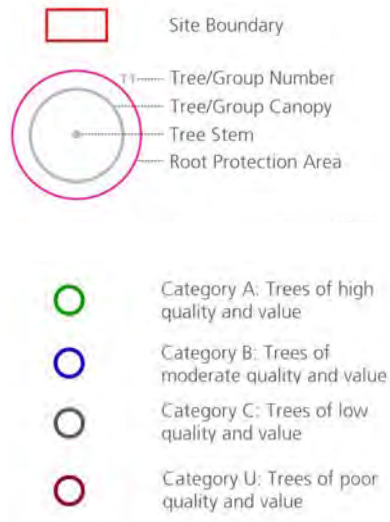 Site Boundary
T1
Tree/Group Number
Tree/Group Canopy
Tree Stem
Root Protection Area
Category A: Trees of high
quality and value
Category B: Trees of
moderate quality and value
Category C: Trees of low
quality and value
Category U: Trees of poor
quality and value